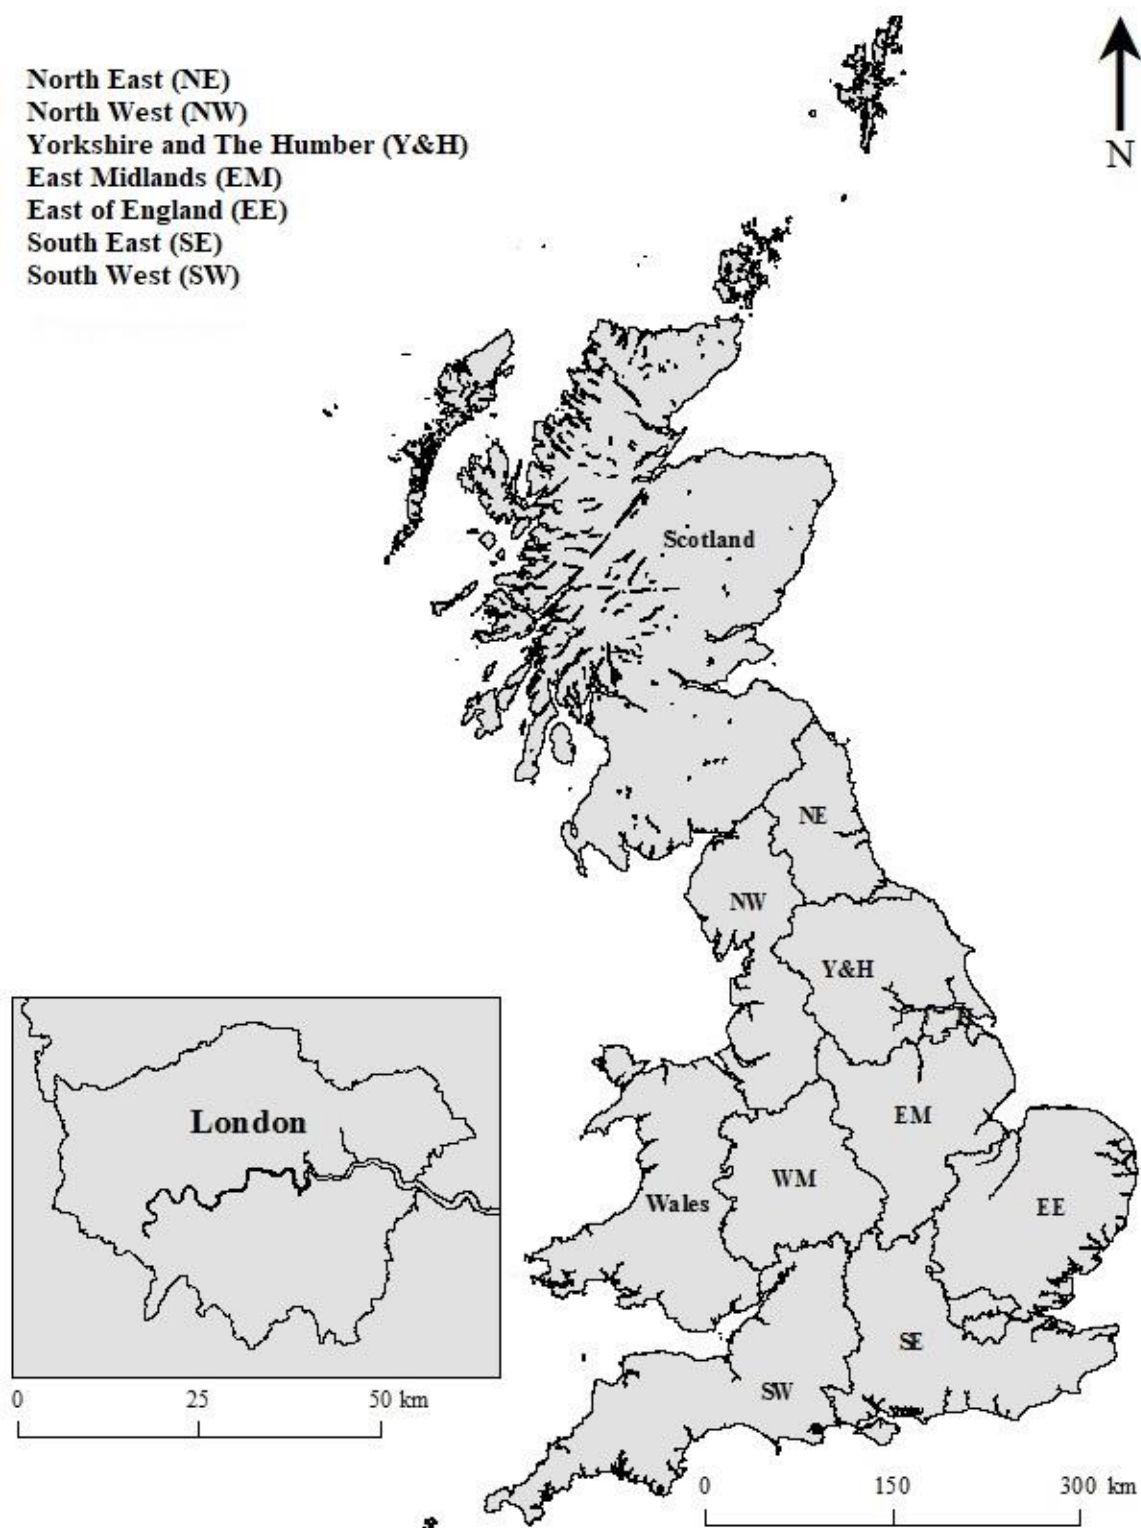 North East (NE)
North West (NW)
Yorkshire and The Humber (Y&H)
East Midlands (EM)
East of England (EE)
South East (SE)
South West (SW)
N
Scotland
NE
NW
Y&H
EM
WM
Wales
EE
SE
SW
London
0 25 50 km
0 150 300 km